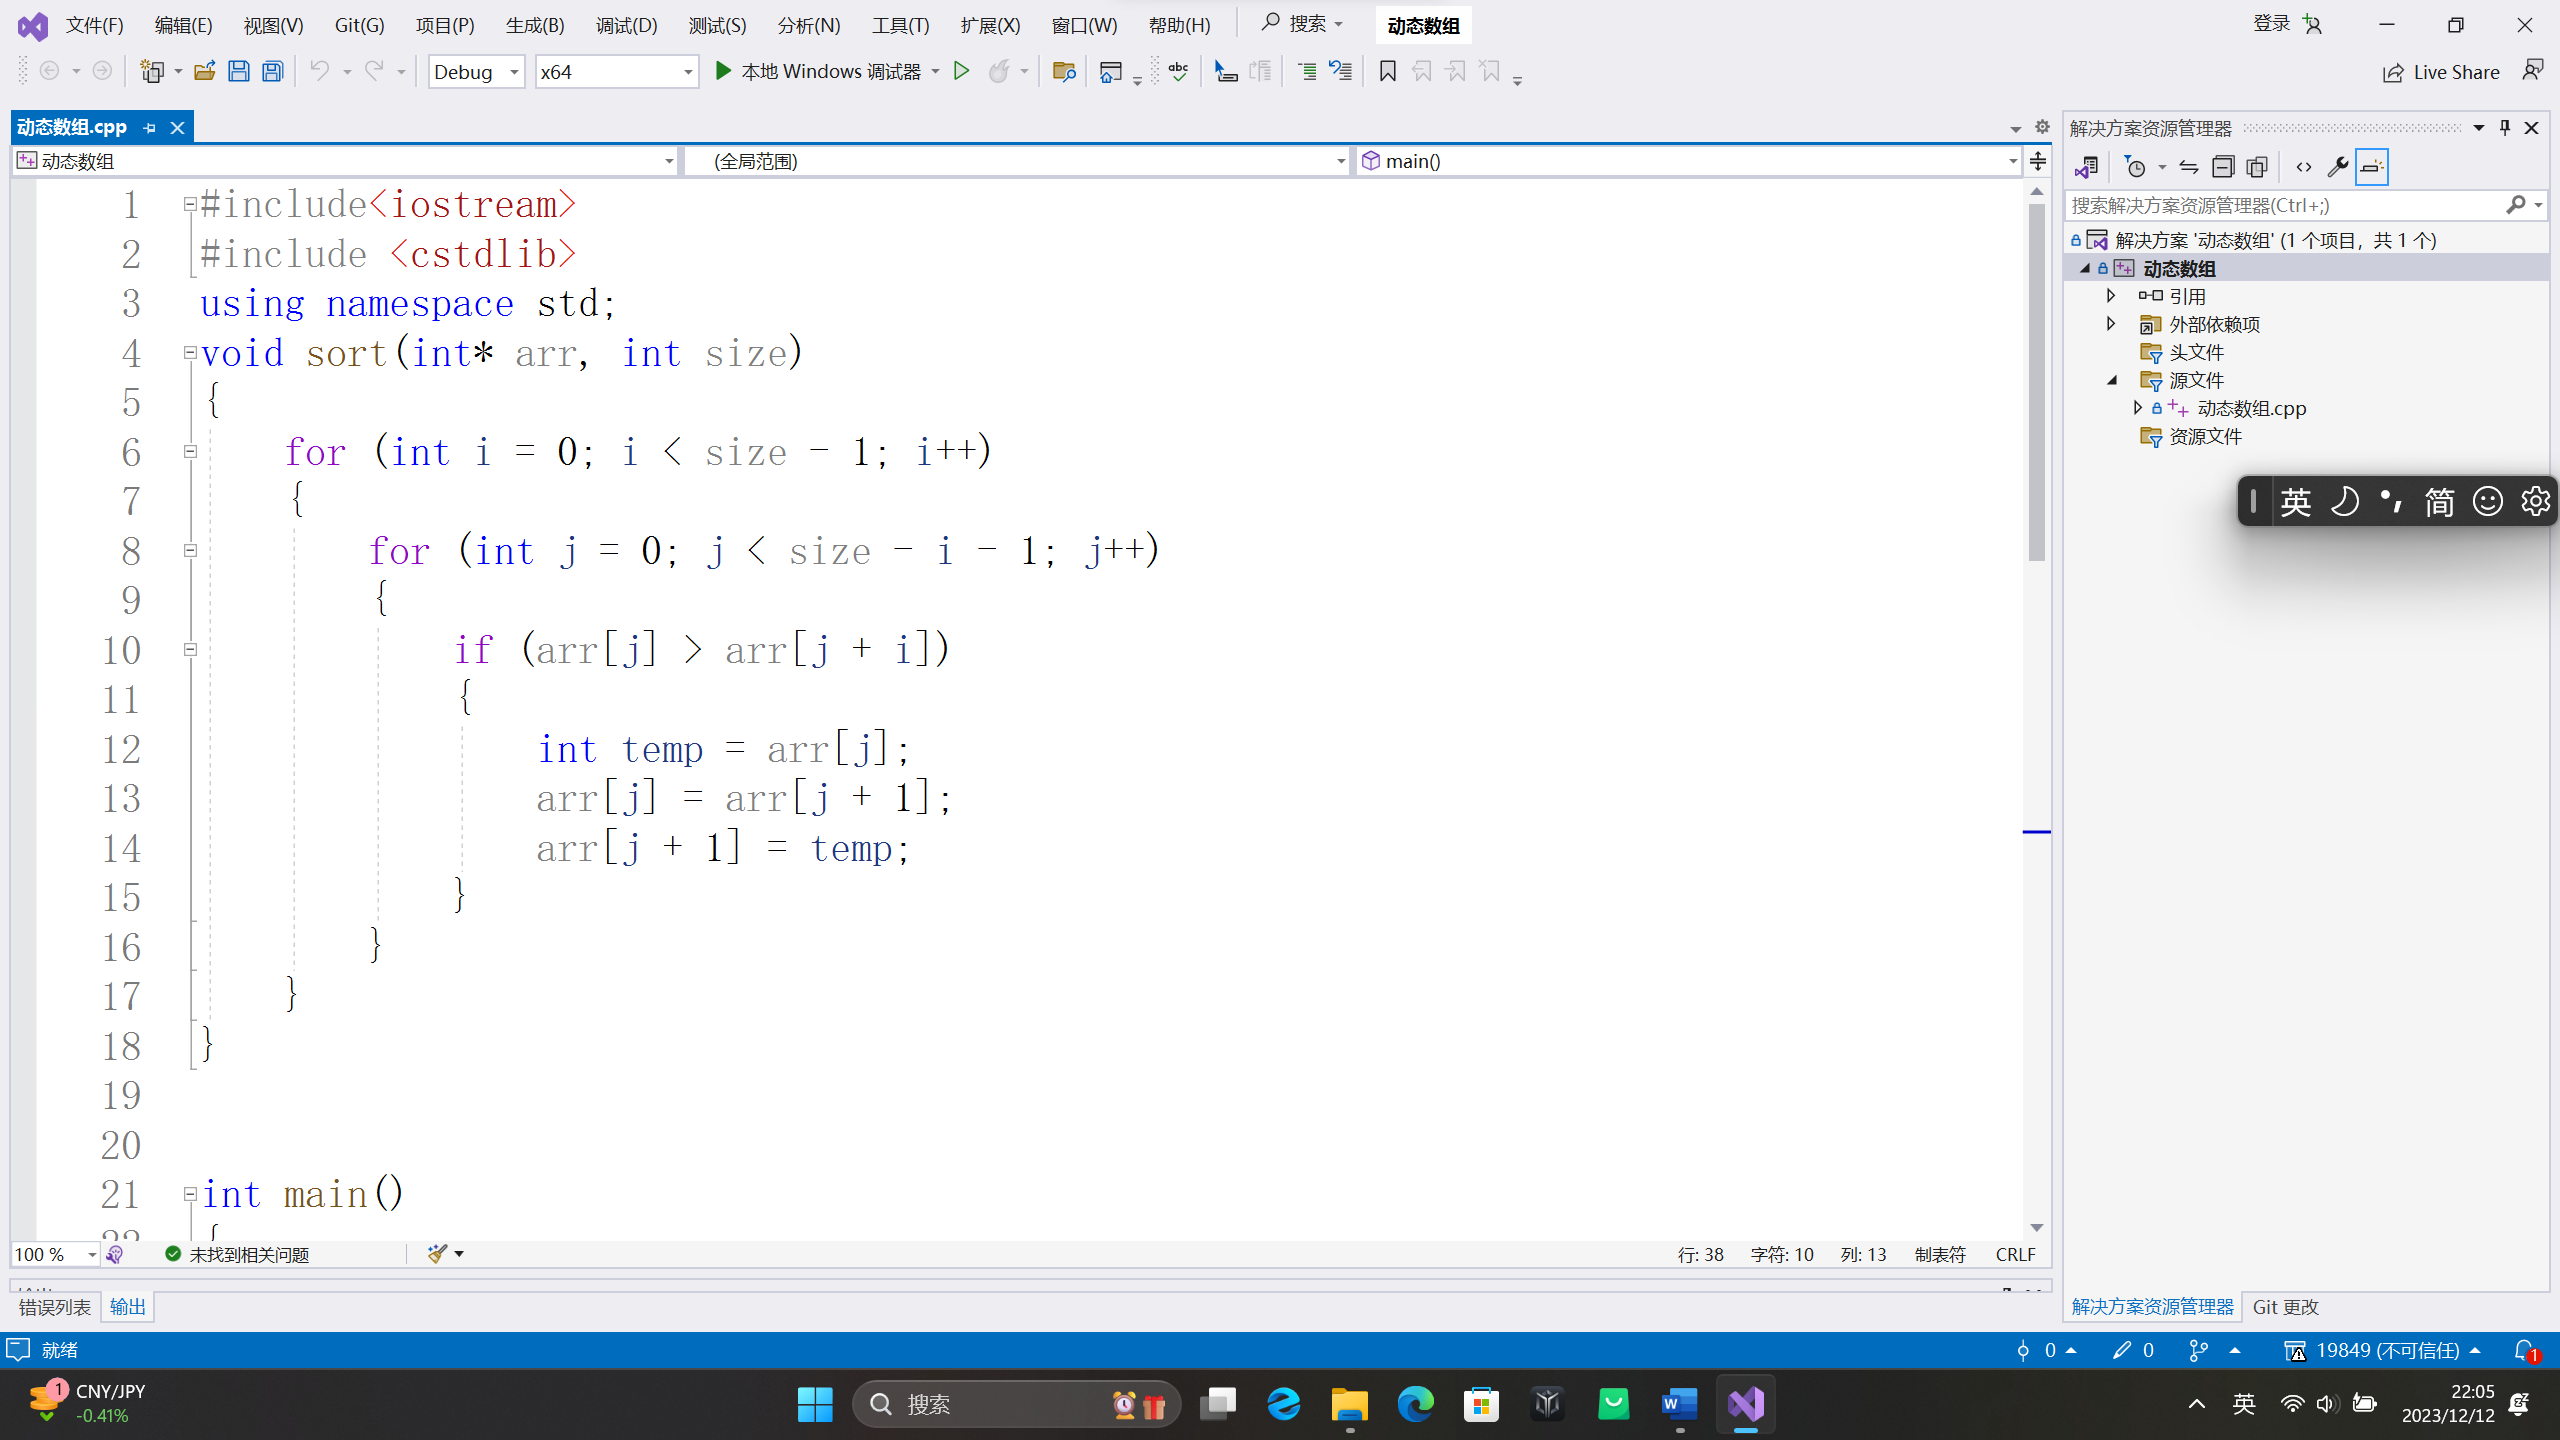 文件(F) 编辑(E) 视图(V) Git(G) 项目(P) 生成(B) 调试(D) 测试(S) 分析(N) 工具(T) 扩展(X) 窗口(W) 帮助(H) 搜索 动态数组 登录
Debug x64 本地 Windows 调试器 abc Live Share
动态数组.cpp
动态数组 (全局范围) main()
1 #include<iostream>
2 #include <cstdlib>
3 using namespace std;
4 void sort(int* arr, int size)
5 {
6 for (int i = 0; i < size - 1; i++)
7 {
8 for (int j = 0; j < size - i - 1; j++)
9 {
10 if (arr[j] > arr[j + i])
11 {
12 int temp = arr[j];
13 arr[j] = arr[j + 1];
14 arr[j + 1] = temp;
15 }
16 }
17 }
18 }
19
20
21 int main()
22 {
100 % 未找到相关问题 行: 38 字符: 10 列: 13 制表符 CRLF
错误列表 输出
解决方案资源管理器
搜索解决方案资源管理器(Ctrl+;)
解决方案 '动态数组' (1 个项目，共 1 个)
动态数组
引用
外部依赖项
头文件
源文件
动态数组.cpp
资源文件
英 简
解决方案资源管理器 Git 更改
就绪 0 0 19849 (不可信任) 1
1 CNY/JPY
-0.41%
搜索
英
22:05
2023/12/12